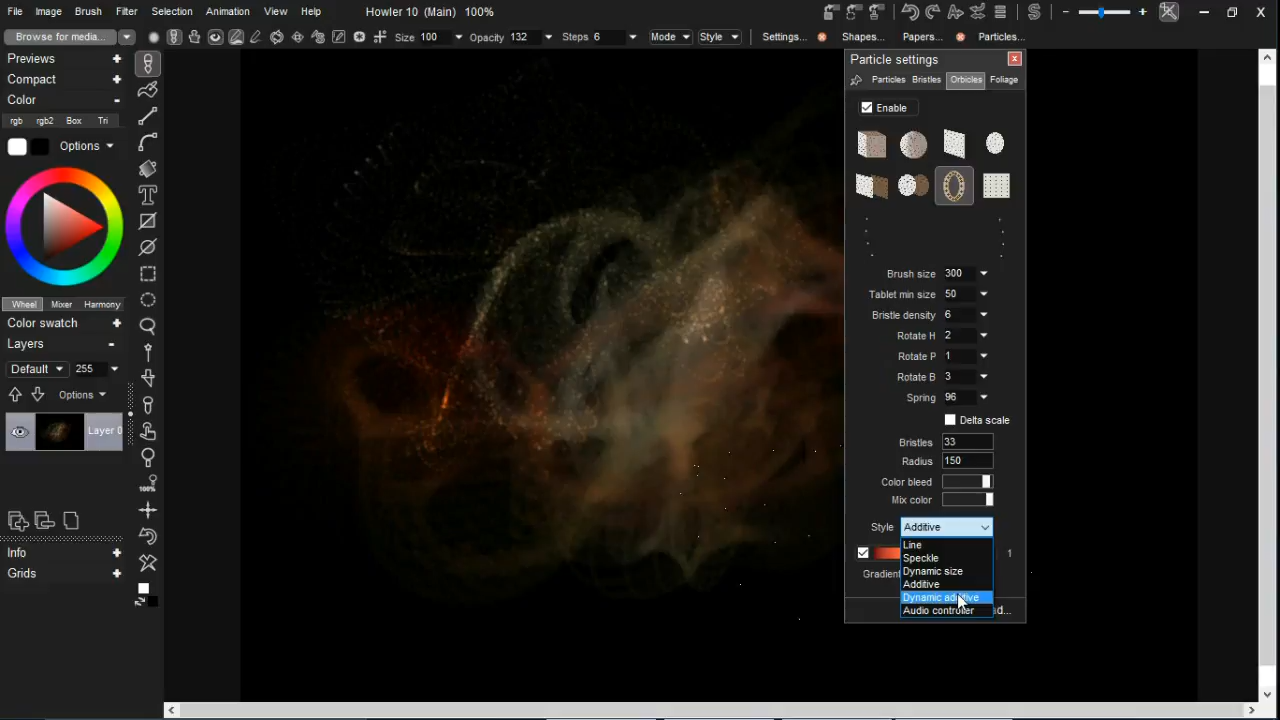 File Image Brush Filter Selection Animation View Help Howler 10 (Main) 100%
Browse for media... Size 100 Opacity 132 Steps 6 Mode Style Settings... Shapes... Papers... Particles...
Previews
Compact
Color
rgb rgb2 Box Tri
Options
Wheel Mixer Harmony
Color swatch
Layers
Default 255
Options
Layer 0
Info
Grids
100%
Particle settings
Particles Bristles Orbicles Foliage
Enable
Brush size 300
Tablet min size 50
Bristle density 6
Rotate H 2
Rotate P 1
Rotate B 3
Spring 96
Delta scale
Bristles 33
Radius 150
Color bleed
Mix color
Style Additive
Line
Speckle
Dynamic size
Additive
Dynamic additive
Audio controller
1